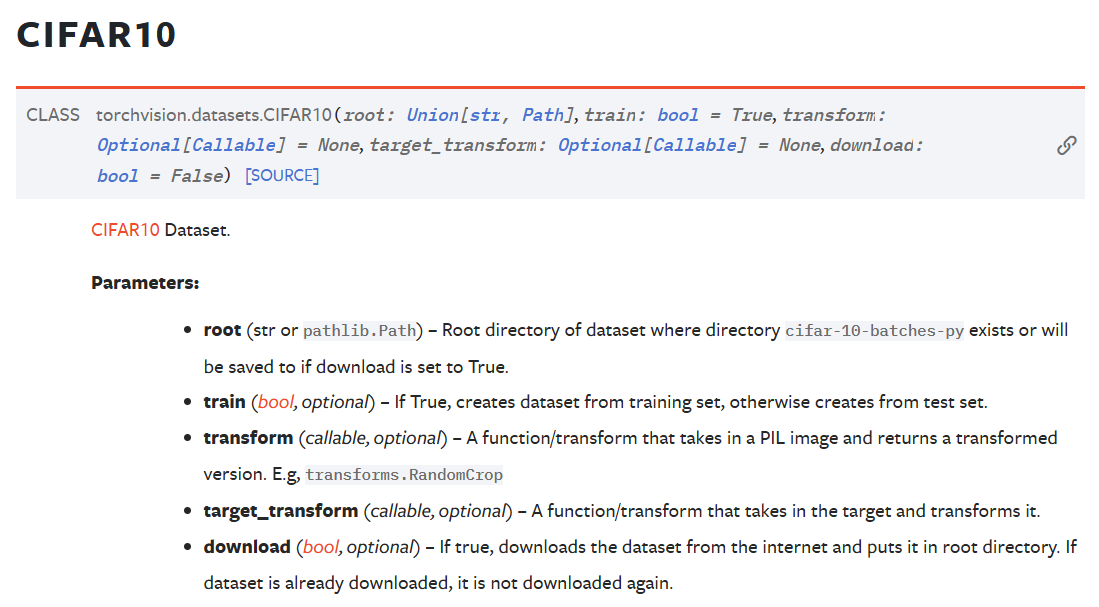 CIFAR10
CLASS torchvision.datasets.CIFAR10(root: Union[str, Path], train: bool = True, transform:
Optional[Callable] = None, target_transform: Optional[Callable] = None, download:
bool = False) [SOURCE]
CIFAR10 Dataset.
Parameters:
• root (str or pathlib.Path) – Root directory of dataset where directory cifar-10-batches-py exists or will
be saved to if download is set to True.
• train (bool, optional) – If True, creates dataset from training set, otherwise creates from test set.
• transform (callable, optional) – A function/transform that takes in a PIL image and returns a transformed
version. E.g, transforms.RandomCrop
• target_transform (callable, optional) – A function/transform that takes in the target and transforms it.
• download (bool, optional) – If true, downloads the dataset from the internet and puts it in root directory. If
dataset is already downloaded, it is not downloaded again.